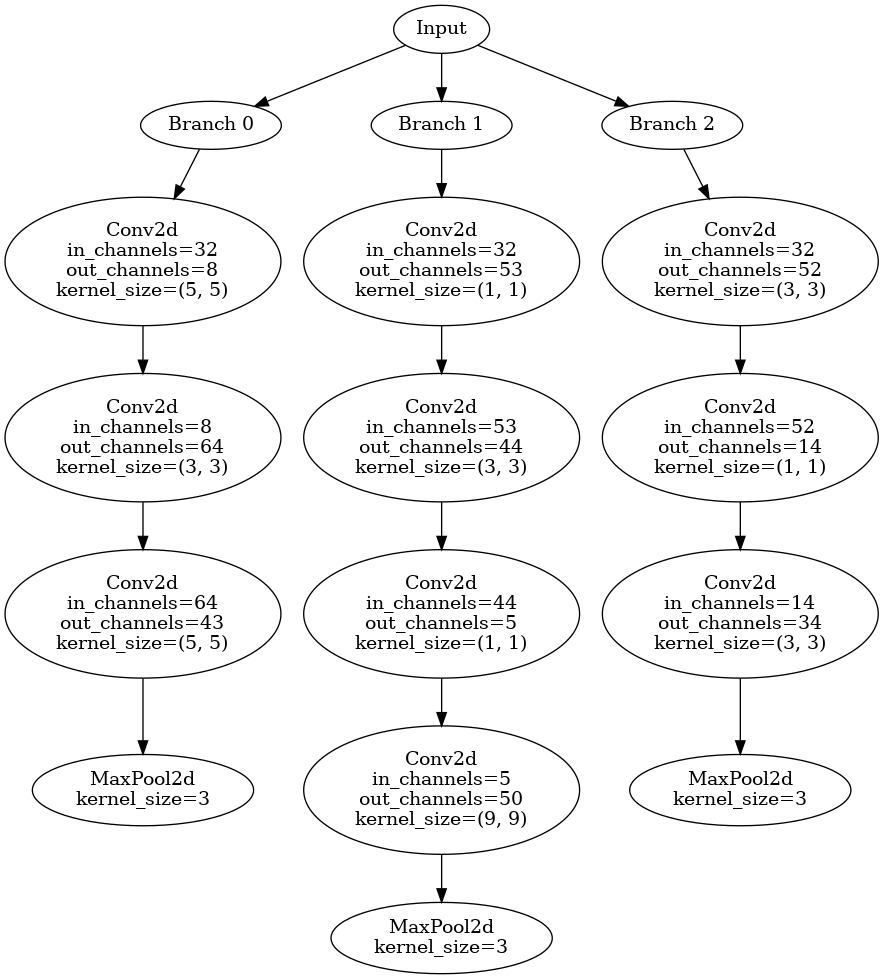 Input
Branch 0
Branch 1
Branch 2
Conv2d
in_channels=32
out_channels=8
kernel_size=(5, 5)
Conv2d
in_channels=32
out_channels=53
kernel_size=(1, 1)
Conv2d
in_channels=32
out_channels=52
kernel_size=(3, 3)
Conv2d
in_channels=8
out_channels=64
kernel_size=(3, 3)
Conv2d
in_channels=53
out_channels=44
kernel_size=(3, 3)
Conv2d
in_channels=52
out_channels=14
kernel_size=(1, 1)
Conv2d
in_channels=64
out_channels=43
kernel_size=(5, 5)
Conv2d
in_channels=44
out_channels=5
kernel_size=(1, 1)
Conv2d
in_channels=14
out_channels=34
kernel_size=(3, 3)
MaxPool2d
kernel_size=3
Conv2d
in_channels=5
out_channels=50
kernel_size=(9, 9)
MaxPool2d
kernel_size=3
MaxPool2d
kernel_size=3